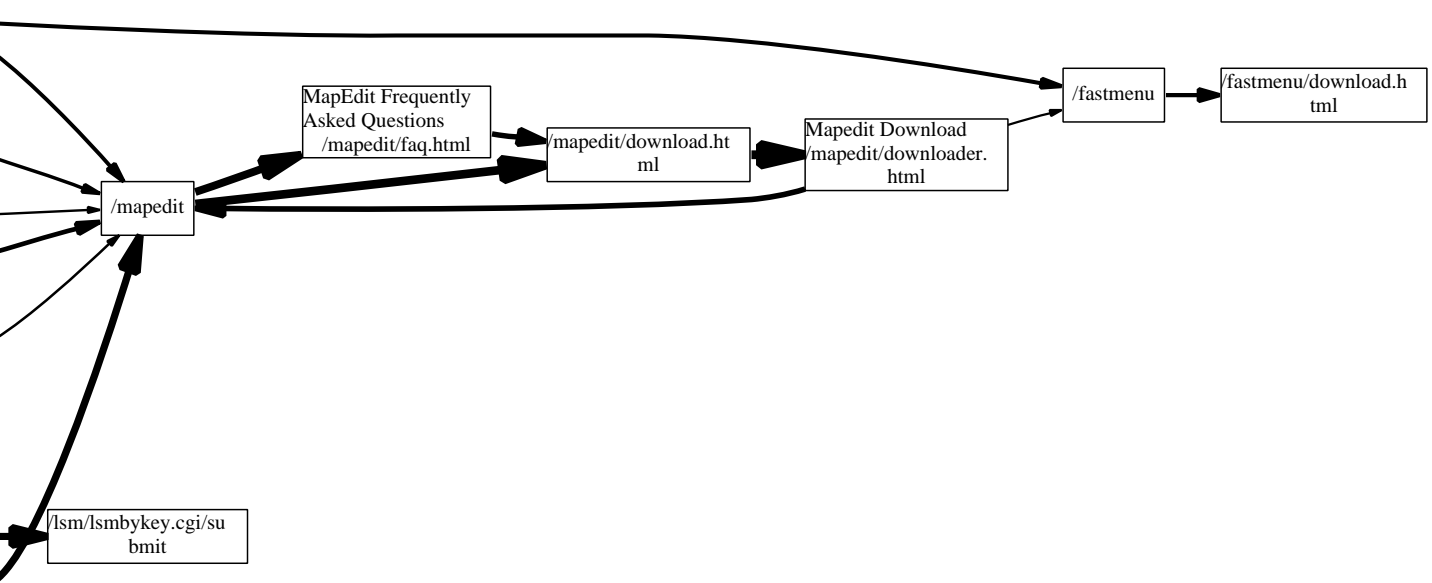 MapEdit Frequently
Asked Questions
/mapedit/faq.html
/mapedit/download.ht
ml
Mapedit Download
/mapedit/downloader.
html
/fastmenu
/fastmenu/download.h
tml
/mapedit
/lsm/lsmbykey.cgi/su
bmit